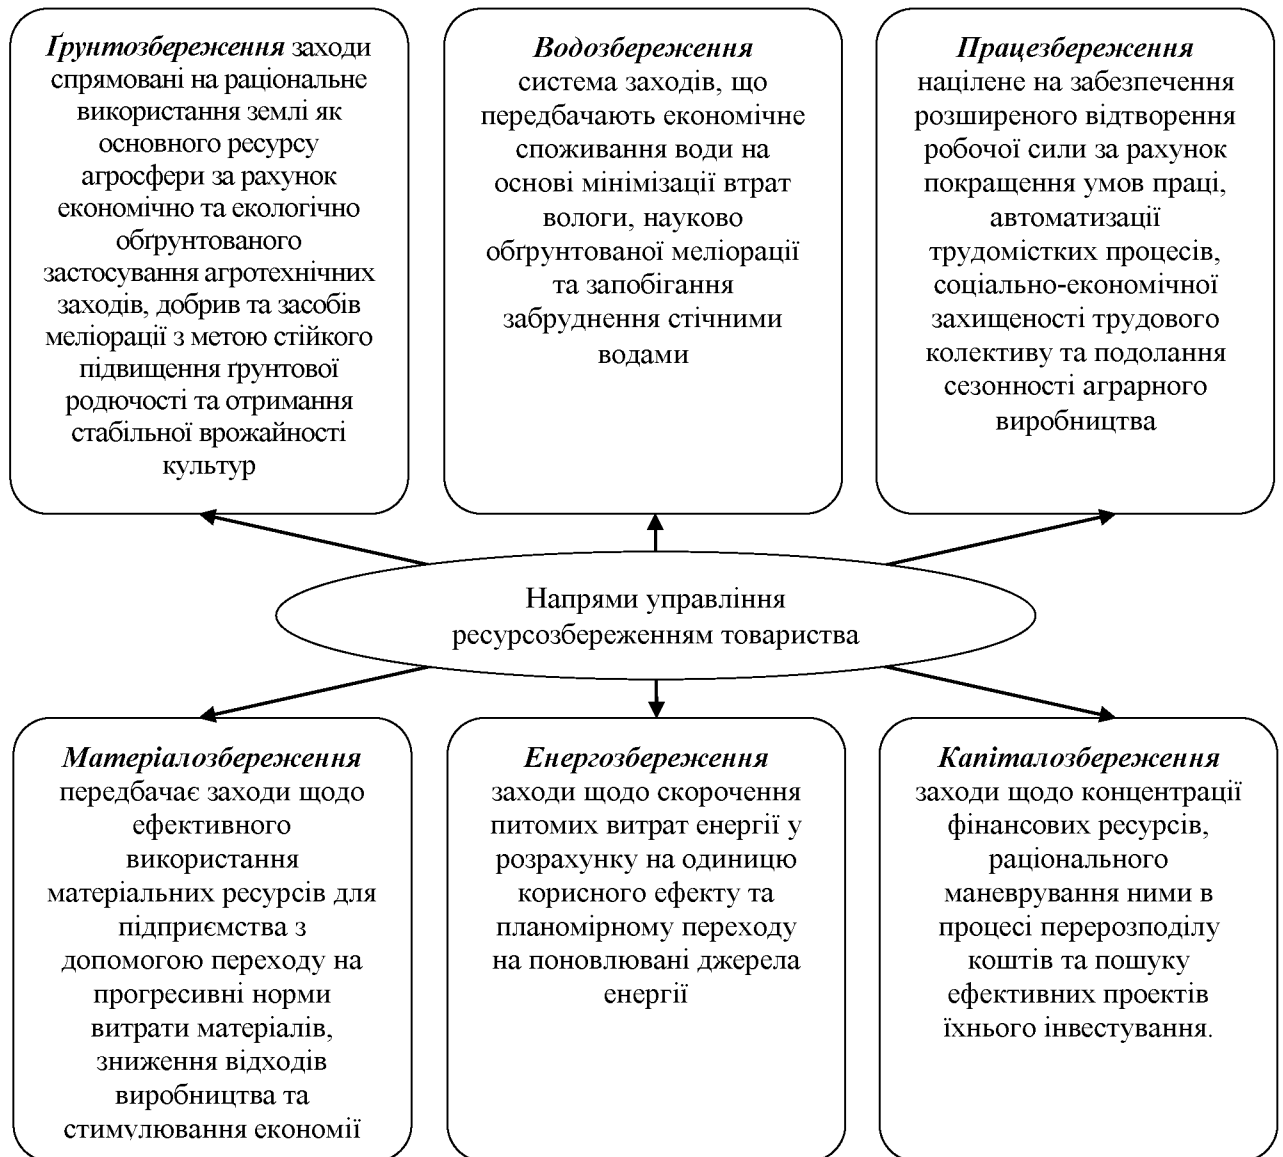 Ґрунтозбереження заходи
спрямовані на раціональне
використання землі як
основного ресурсу
агросфери за рахунок
економічно та екологічно
обґрунтованого
застосування агротехнічних
заходів, добрив та засобів
меліорації з метою стійкого
підвищення ґрунтової
родючості та отримання
стабільної врожайності
культур
Водозбереження
система заходів, що
передбачають економічне
споживання води на
основі мінімізації втрат
вологи, науково
обґрунтованої меліорації
та запобігання
забруднення стічними
водами
Працезбереження
націлене на забезпечення
розширеного відтворення
робочої сили за рахунок
покращення умов праці,
автоматизації
трудомістких процесів,
соціально-економічної
захищеності трудового
колективу та подолання
сезонності аграрного
виробництва
Напрями управління
ресурсозбереженням товариства
Матеріалозбереження
передбачає заходи щодо
ефективного
використання
матеріальних ресурсів для
підприємства з
допомогою переходу на
прогресивні норми
витрати матеріалів,
зниження відходів
виробництва та
стимулювання економії
Енергозбереження
заходи щодо скорочення
питомих витрат енергії у
розрахунку на одиницю
корисного ефекту та
планомірному переходу
на поновлювані джерела
енергії
Капіталозбереження
заходи щодо концентрації
фінансових ресурсів,
раціонального
маневрування ними в
процесі перерозподілу
коштів та пошуку
ефективних проектів
їхнього інвестування.